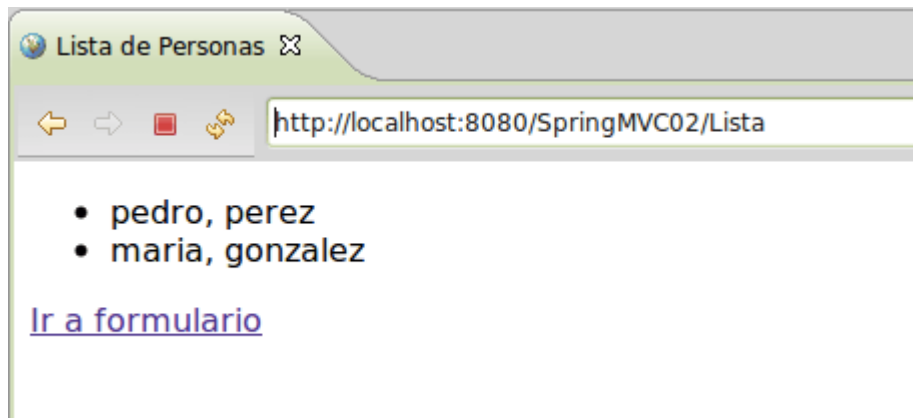 Lista de Personas
http://localhost:8080/SpringMVC02/Lista
pedro, perez
maria, gonzalez
Ir a formulario